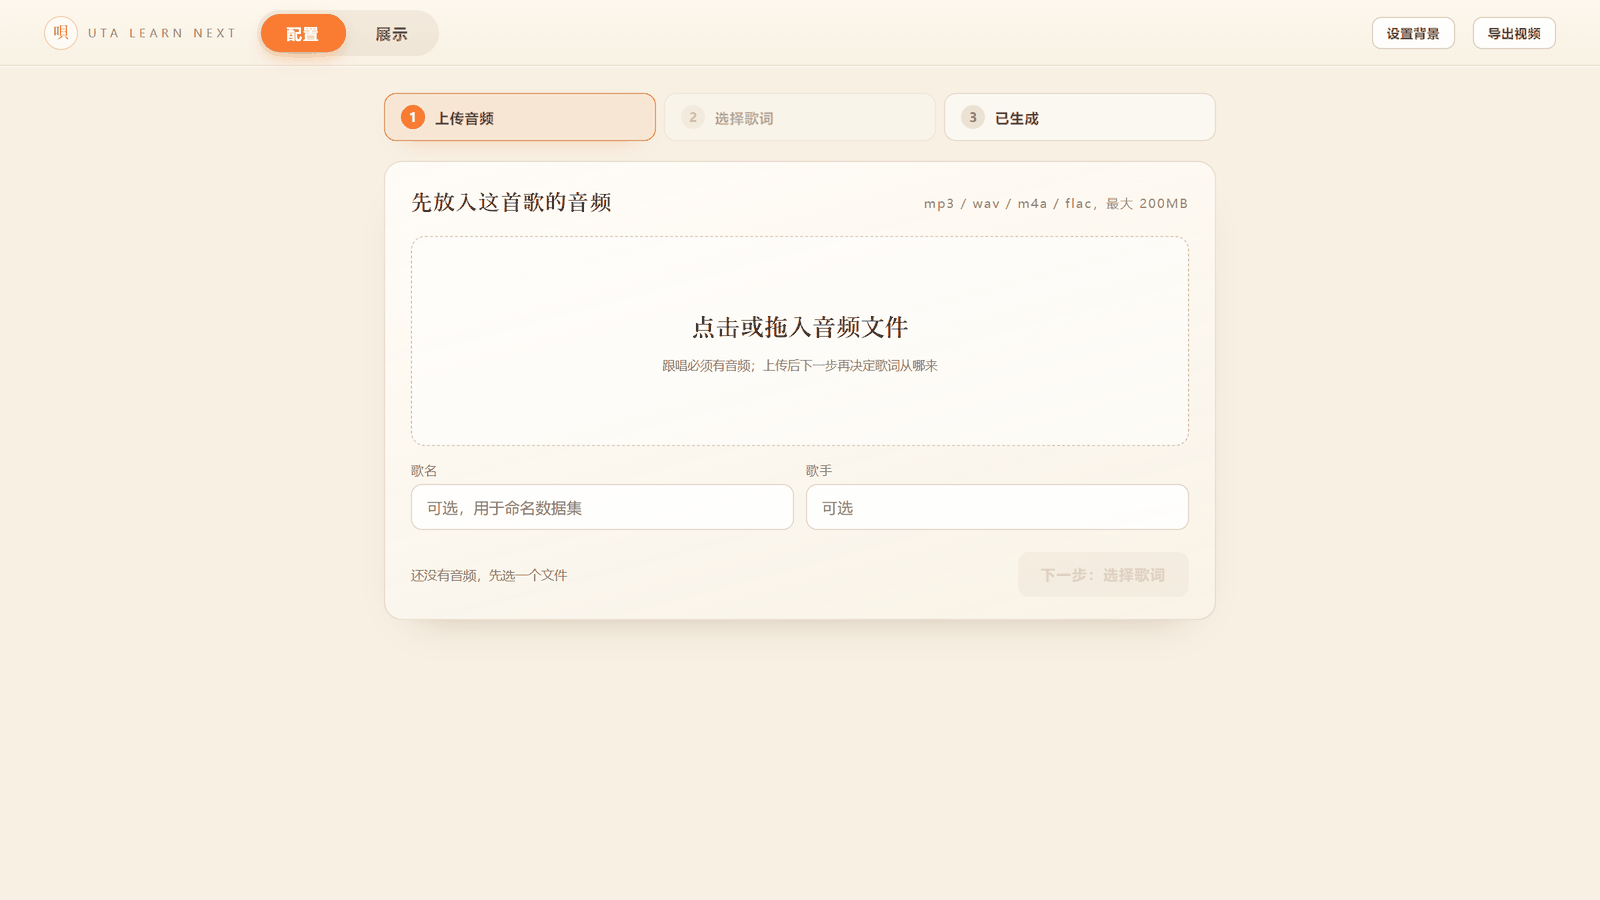 唄 UTA LEARN NEXT 配置 展示 设置背景 导出视频
1 上传音频 2 选择歌词 3 已生成
先放入这首歌的音频 mp3 / wav / m4a / flac，最大 200MB
点击或拖入音频文件
跟唱必须有音频；上传后下一步再决定歌词从哪来
歌名 歌手
可选，用于命名数据集 可选
还没有音频，先选一个文件 下一步：选择歌词